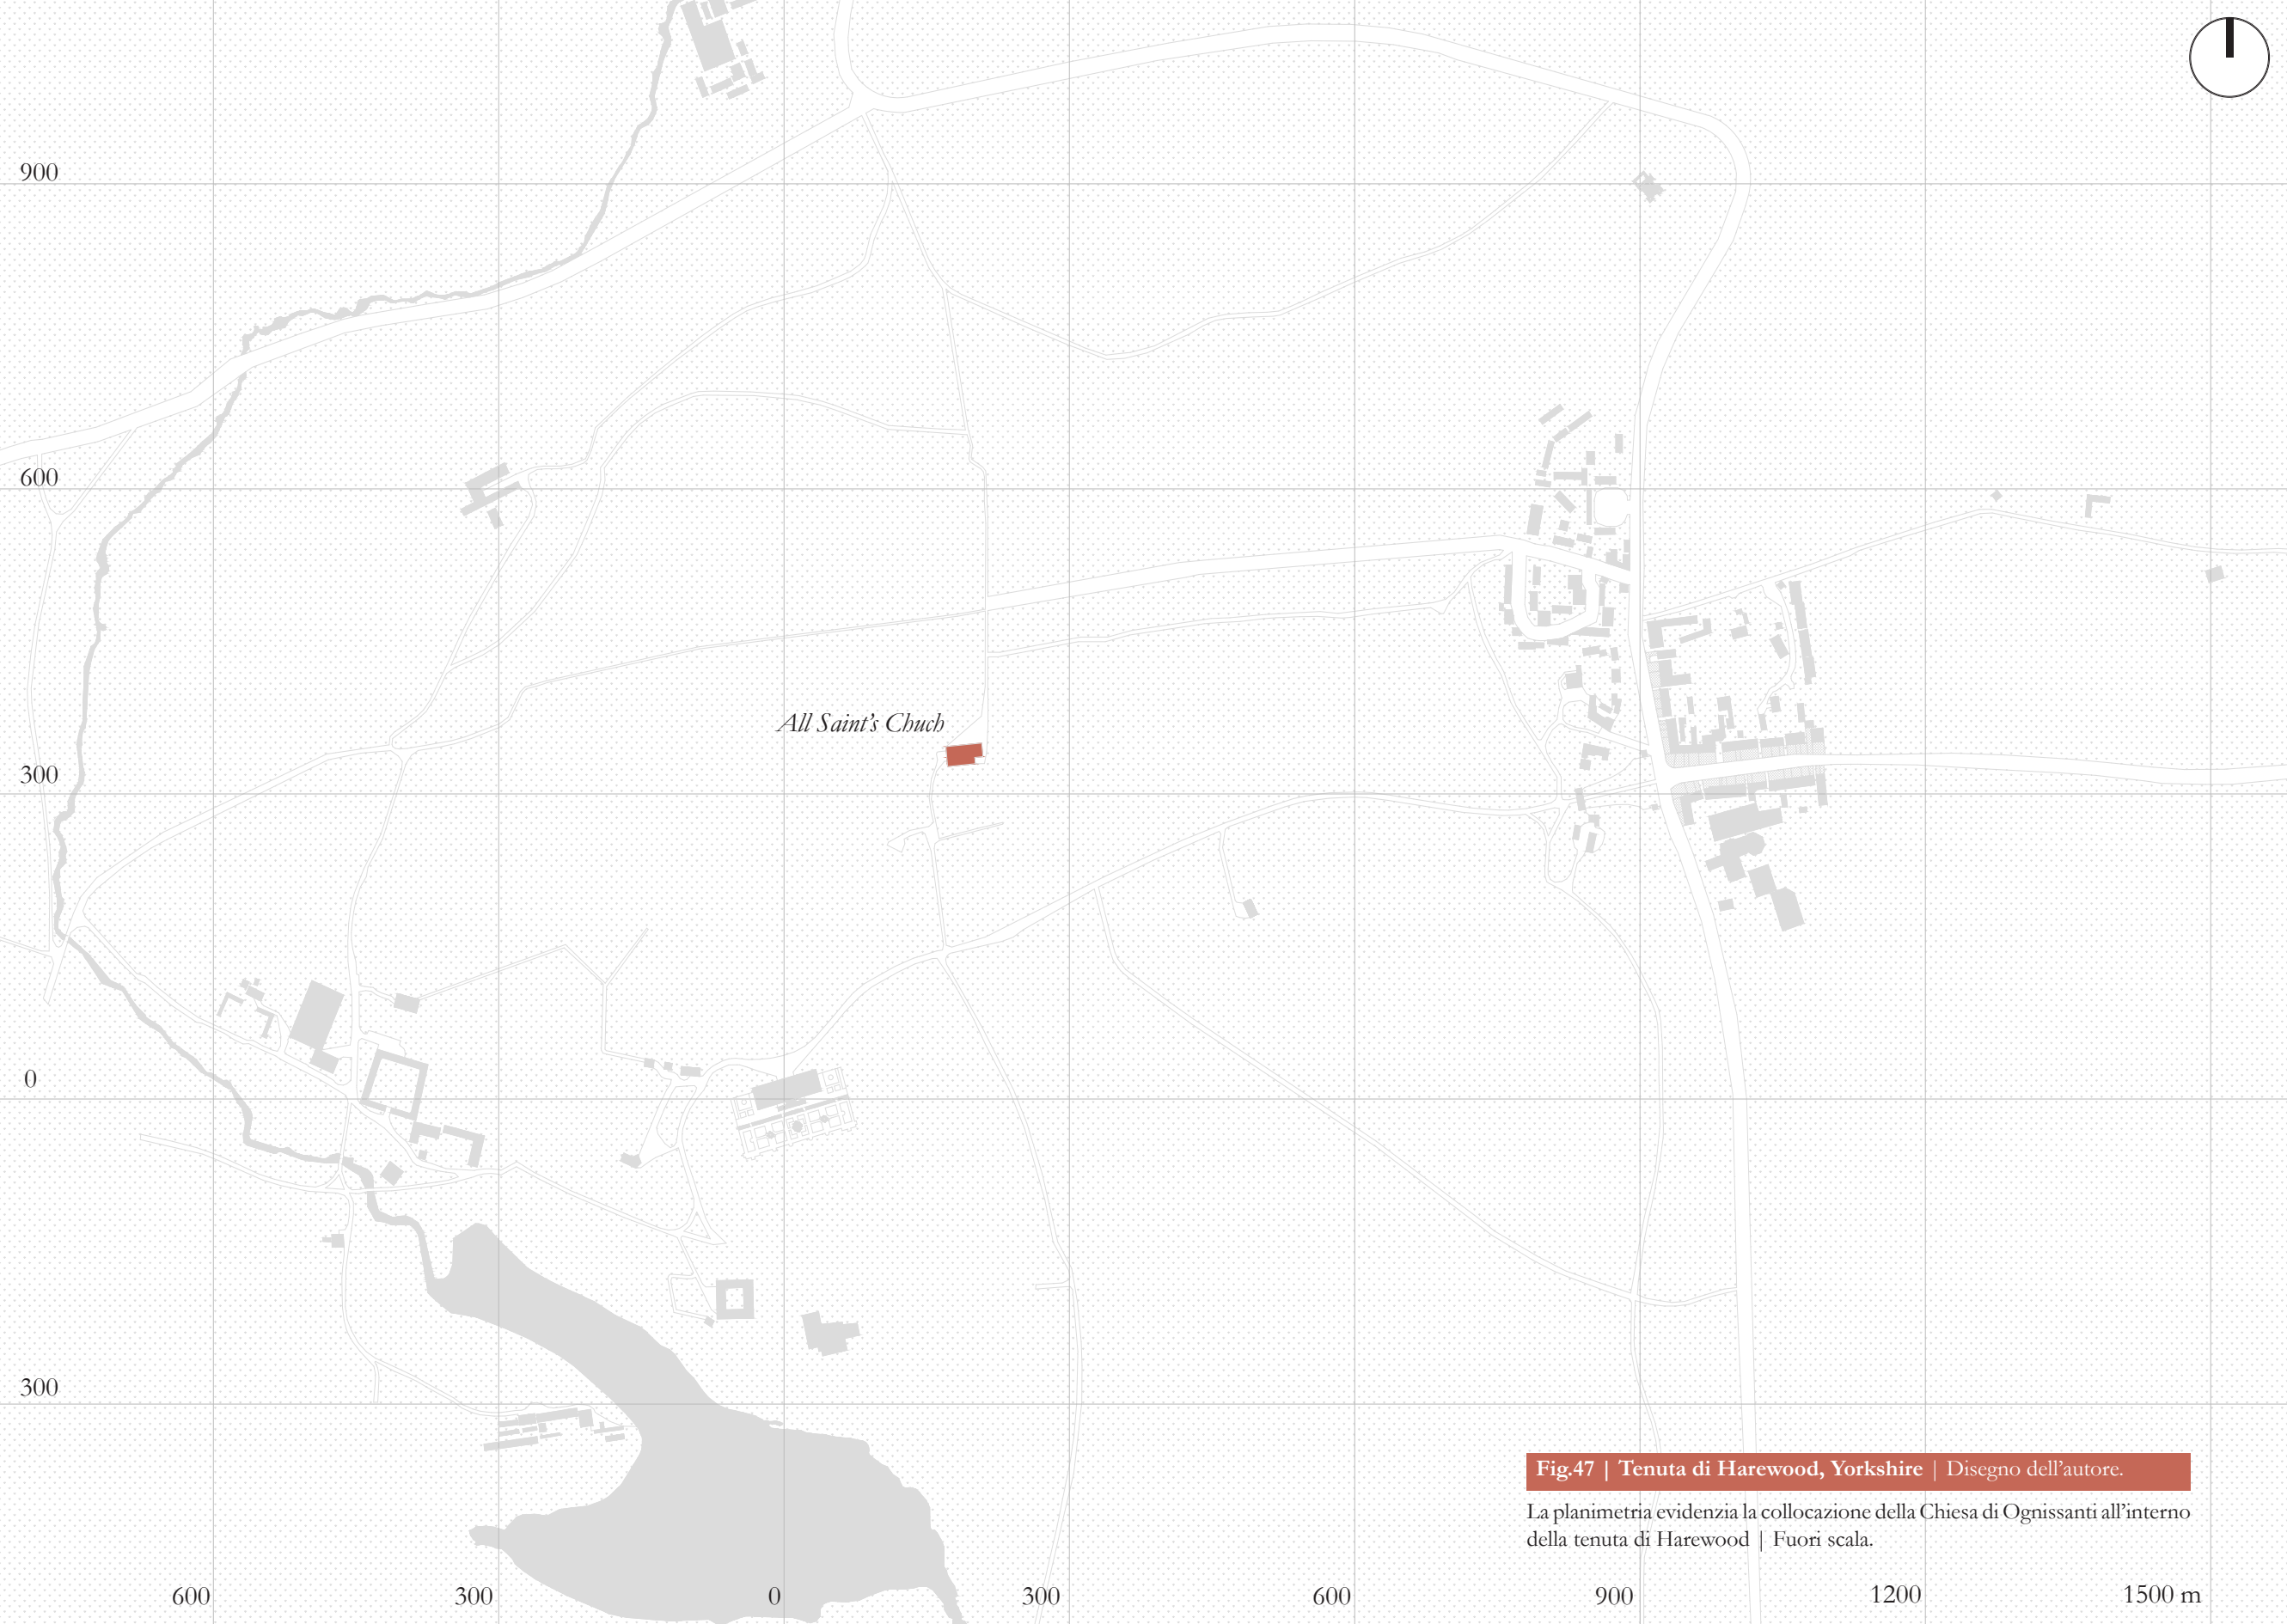 900
600
All Saint’s Chuch
300
0
300
Fig.47 | Tenuta di Harewood, Yorkshire | Disegno dell’autore.
La planimetria evidenzia la collocazione della Chiesa di Ognissanti all’interno
della tenuta di Harewood | Fuori scala.
600 300 0 300 600 900 1200 1500 m